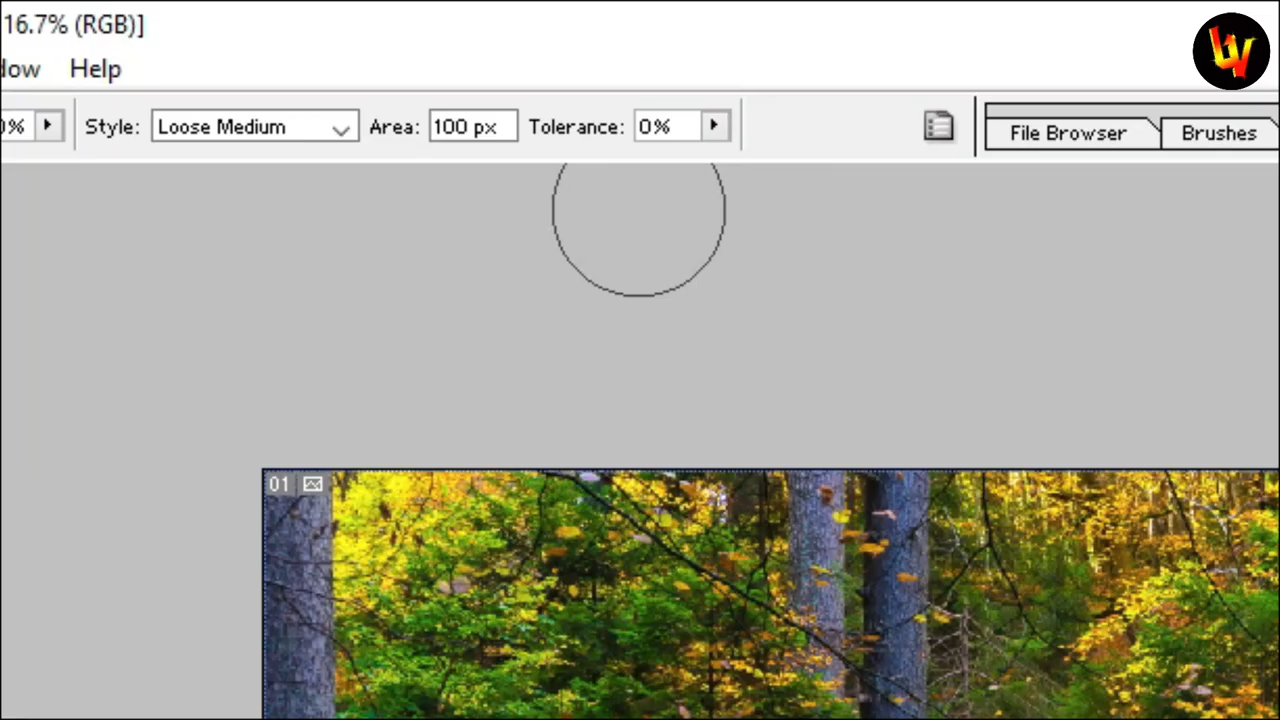 16.7% (RGB)]
dow Help
0% Style: Loose Medium Area: 100 px Tolerance: 0% File Browser Brushes
01